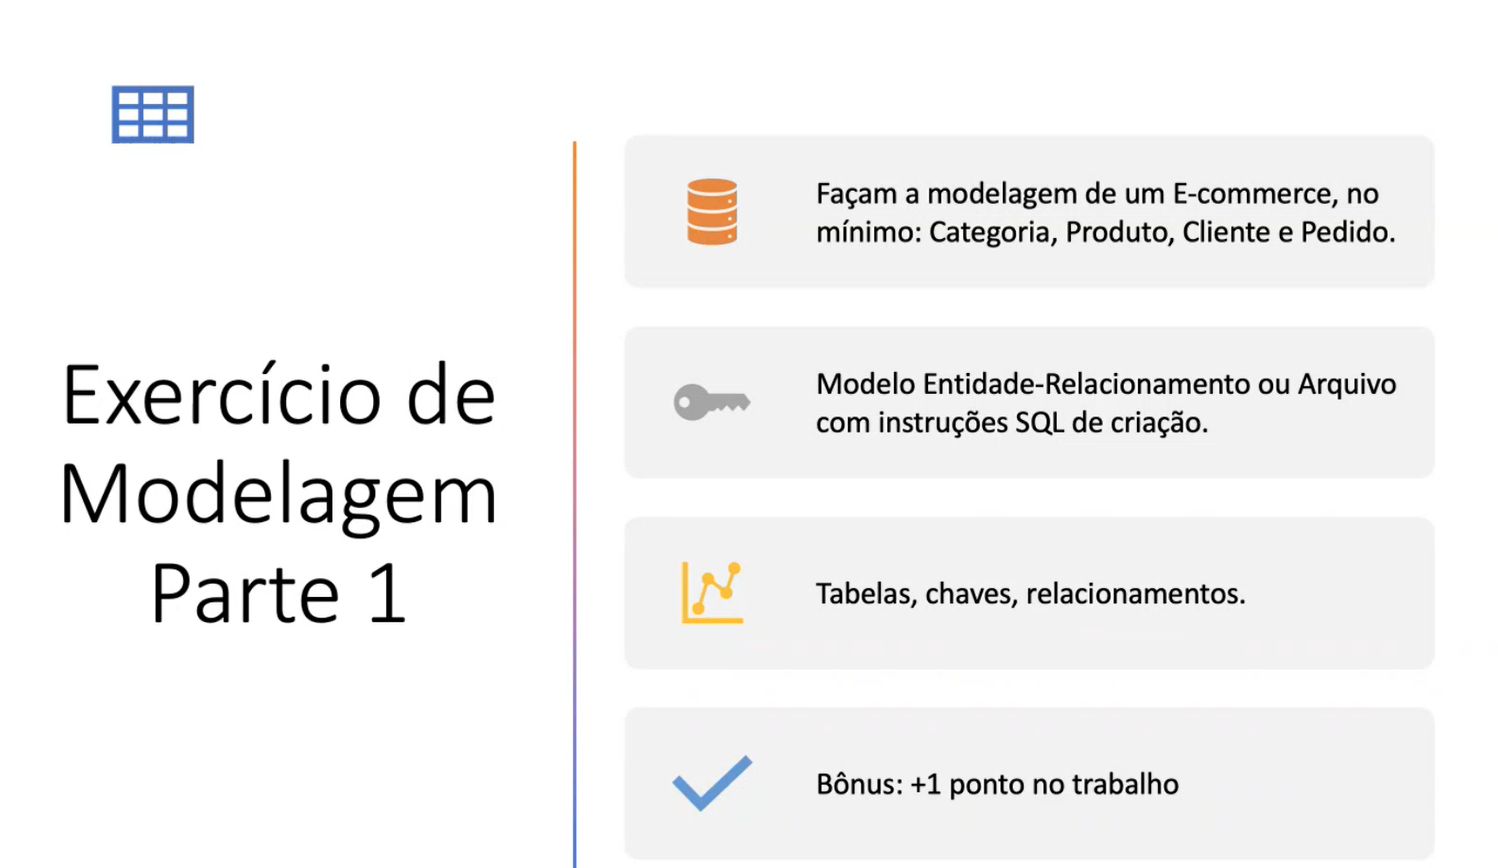 Exercício de
Modelagem
Parte 1
Façam a modelagem de um E-commerce, no
mínimo: Categoria, Produto, Cliente e Pedido.
Modelo Entidade-Relacionamento ou Arquivo
com instruções SQL de criação.
Tabelas, chaves, relacionamentos.
Bônus: +1 ponto no trabalho